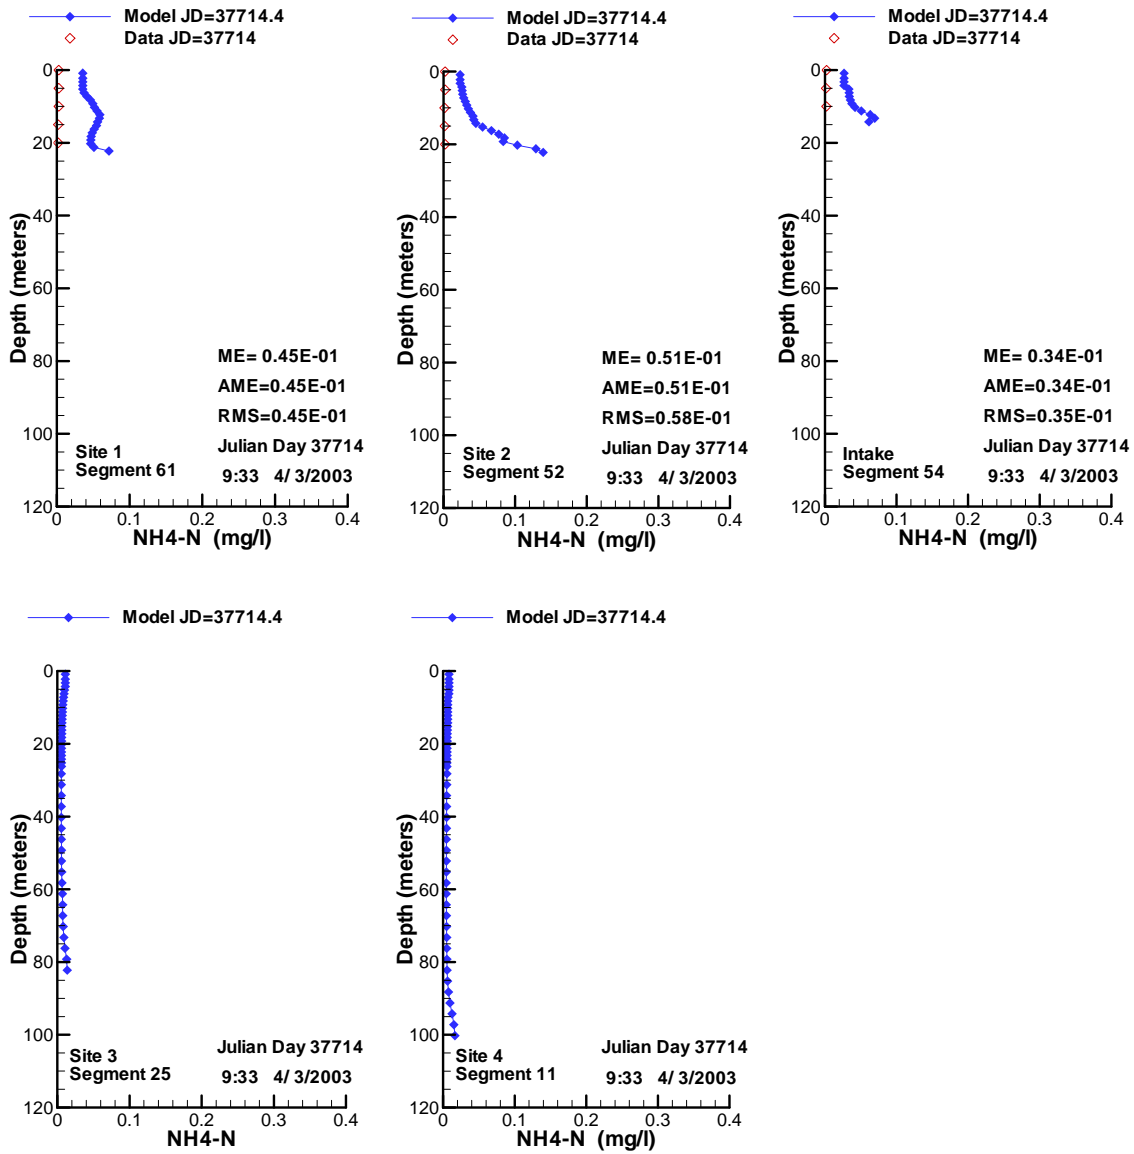 Model JD=37714.4
Data JD=37714
0
20
40
60
80
100
120
Depth (meters)
ME= 0.45E-01
AME=0.45E-01
RMS=0.45E-01
Julian Day 37714
9:33 4/ 3/2003
Site 1
Segment 61
0 0.1 0.2 0.3 0.4
NH4-N (mg/l)
Model JD=37714.4
Data JD=37714
0
20
40
60
80
100
120
Depth (meters)
ME= 0.51E-01
AME=0.51E-01
RMS=0.58E-01
Julian Day 37714
9:33 4/ 3/2003
Site 2
Segment 52
0 0.1 0.2 0.3 0.4
NH4-N (mg/l)
Model JD=37714.4
Data JD=37714
0
20
40
60
80
100
120
Depth (meters)
ME= 0.34E-01
AME=0.34E-01
RMS=0.35E-01
Julian Day 37714
9:33 4/ 3/2003
Intake
Segment 54
0 0.1 0.2 0.3 0.4
NH4-N (mg/l)
Model JD=37714.4
0
20
40
60
80
100
120
Depth (meters)
Julian Day 37714
9:33 4/ 3/2003
Site 3
Segment 25
0 0.1 0.2 0.3 0.4
NH4-N
Model JD=37714.4
0
20
40
60
80
100
120
Depth (meters)
Julian Day 37714
9:33 4/ 3/2003
Site 4
Segment 11
0 0.1 0.2 0.3 0.4
NH4-N (mg/l)